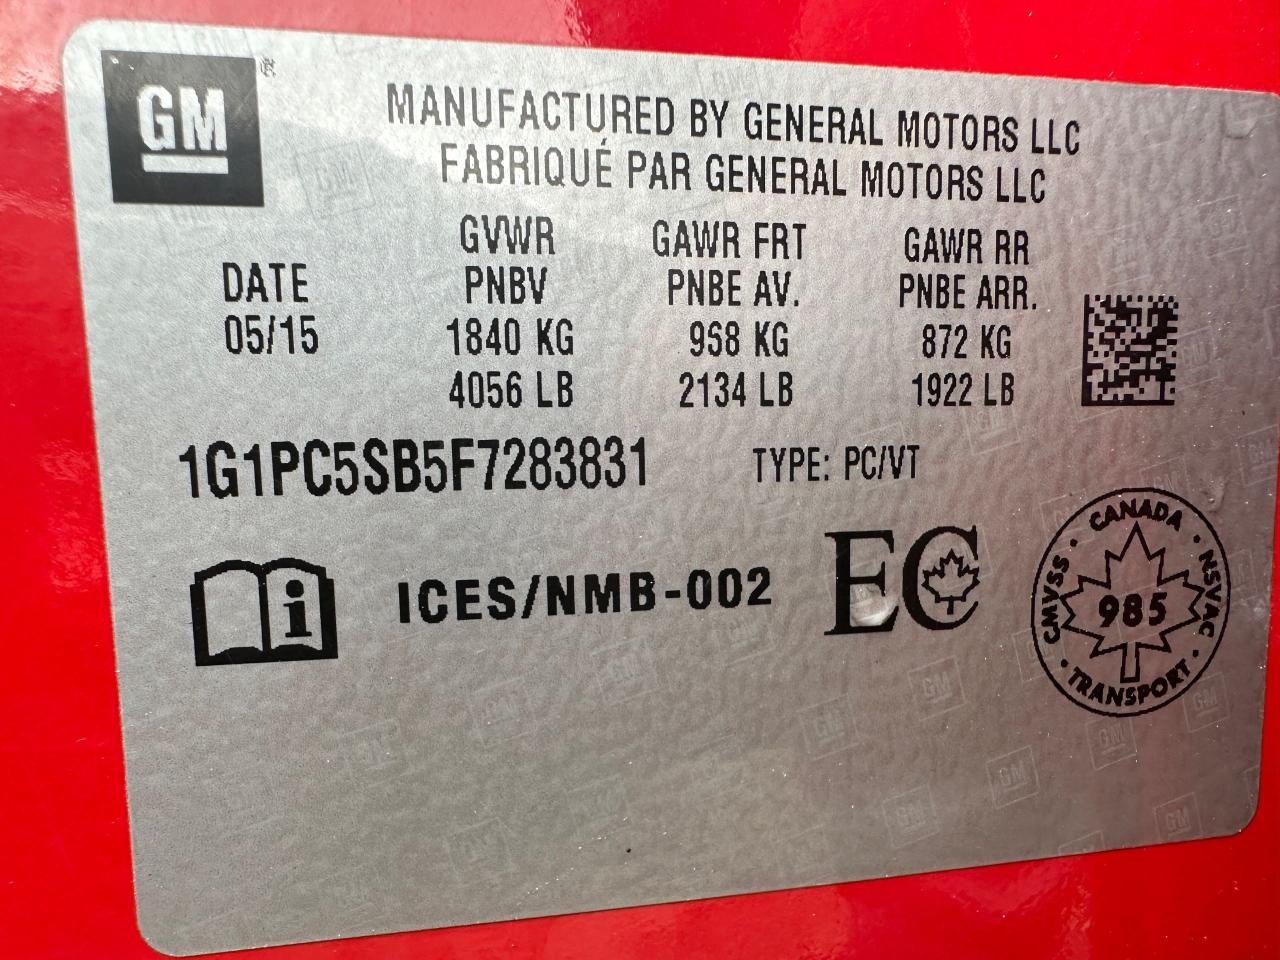 GM
MANUFACTURED BY GENERAL MOTORS LLC
FABRIQUÉ PAR GENERAL MOTORS LLC
GVWR GAWR FRT GAWR RR
DATE PNBV PNBE AV. PNBE ARR.
05/15 1840 KG 968 KG 872 KG
4056 LB 2134 LB 1922 LB
1G1PC5SB5F7283831 TYPE: PC/VT
i ICES/NMB-002 EC
CANADA
CMVSS 985 NSVAC
TRANSPORT